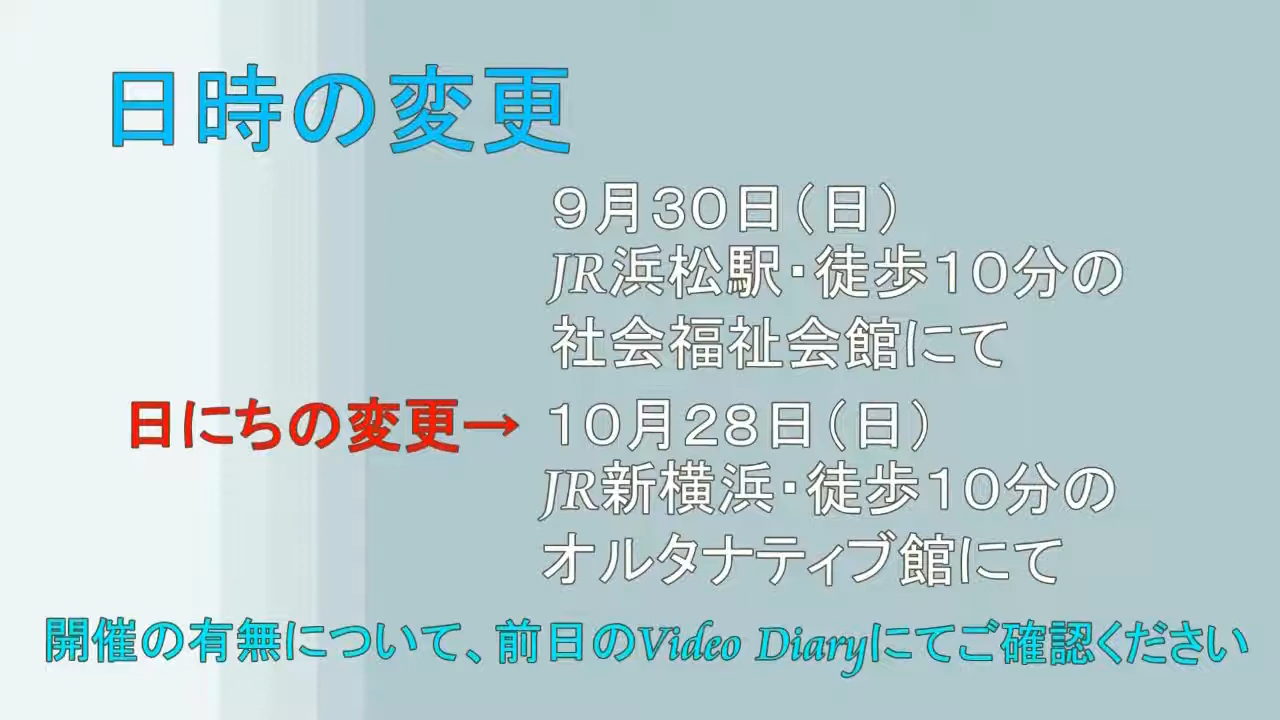 日時の変更
9月30日（日）
JR浜松駅・徒歩10分の
社会福祉会館にて
日にちの変更→ 10月28日（日）
JR新横浜・徒歩10分の
オルタナティブ館にて
開催の有無について、前日のVideo Diaryにてご確認ください